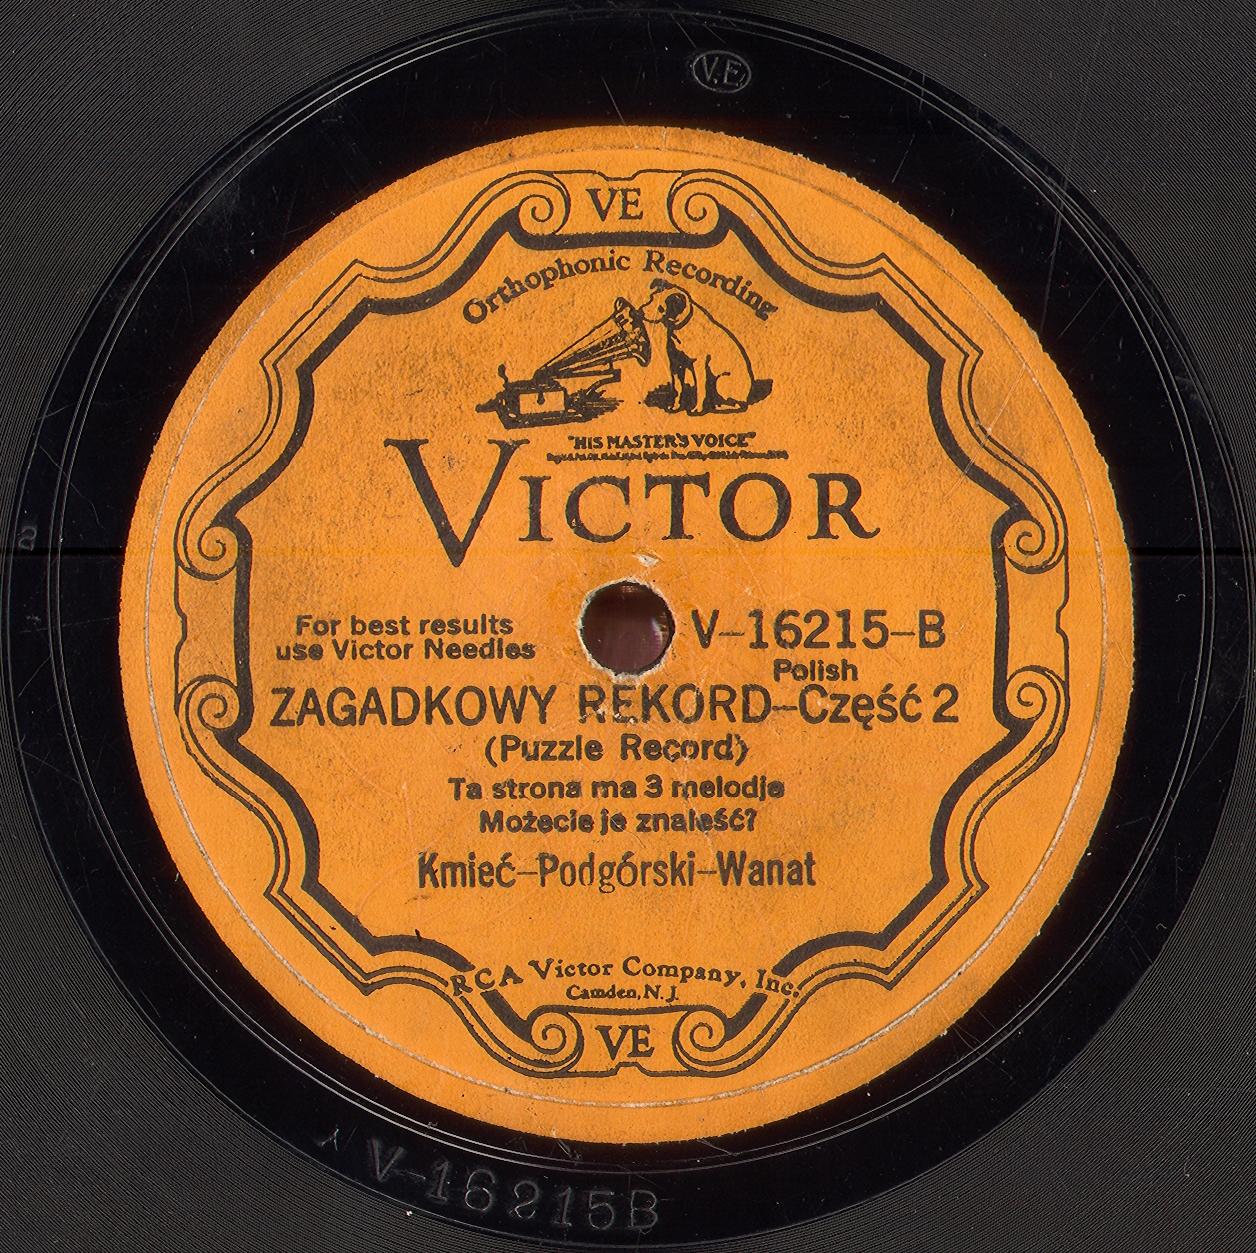 V.E
VE
Orthophonic Recording
"HIS MASTER'S VOICE"
VICTOR
For best results
use Victor Needles
V–16215–B
Polish
ZAGADKOWY REKORD–Część 2
(Puzzle Record)
Ta strona ma 3 melodje
Możecie je znaleść?
Kmieć–Podgórski–Wanat
RCA Victor Company, Inc.
Camden, N. J.
VE
V-16215B